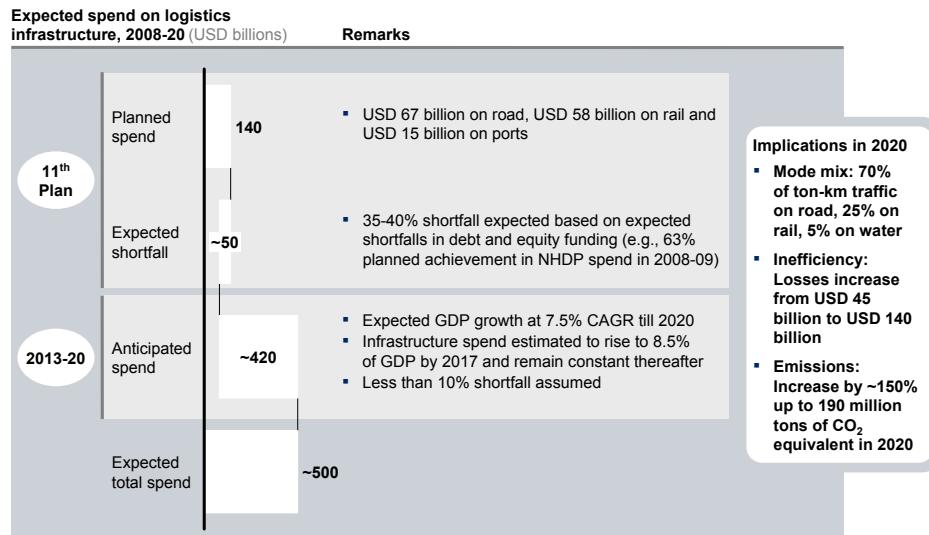 Expected spend on logistics
infrastructure, 2008-20 (USD billions)
Remarks
11th
Plan
Planned
spend
140
▪ USD 67 billion on road, USD 58 billion on rail and
USD 15 billion on ports
Expected
shortfall
~50
▪ 35-40% shortfall expected based on expected
shortfalls in debt and equity funding (e.g., 63%
planned achievement in NHDP spend in 2008-09)
2013-20
Anticipated
spend
~420
▪ Expected GDP growth at 7.5% CAGR till 2020
▪ Infrastructure spend estimated to rise to 8.5%
of GDP by 2017 and remain constant thereafter
▪ Less than 10% shortfall assumed
Expected
total spend
~500
Implications in 2020
▪ Mode mix: 70%
of ton-km traffic
on road, 25% on
rail, 5% on water
▪ Inefficiency:
Losses increase
from USD 45
billion to USD 140
billion
▪ Emissions:
Increase by ~150%
up to 190 million
tons of CO2
equivalent in 2020